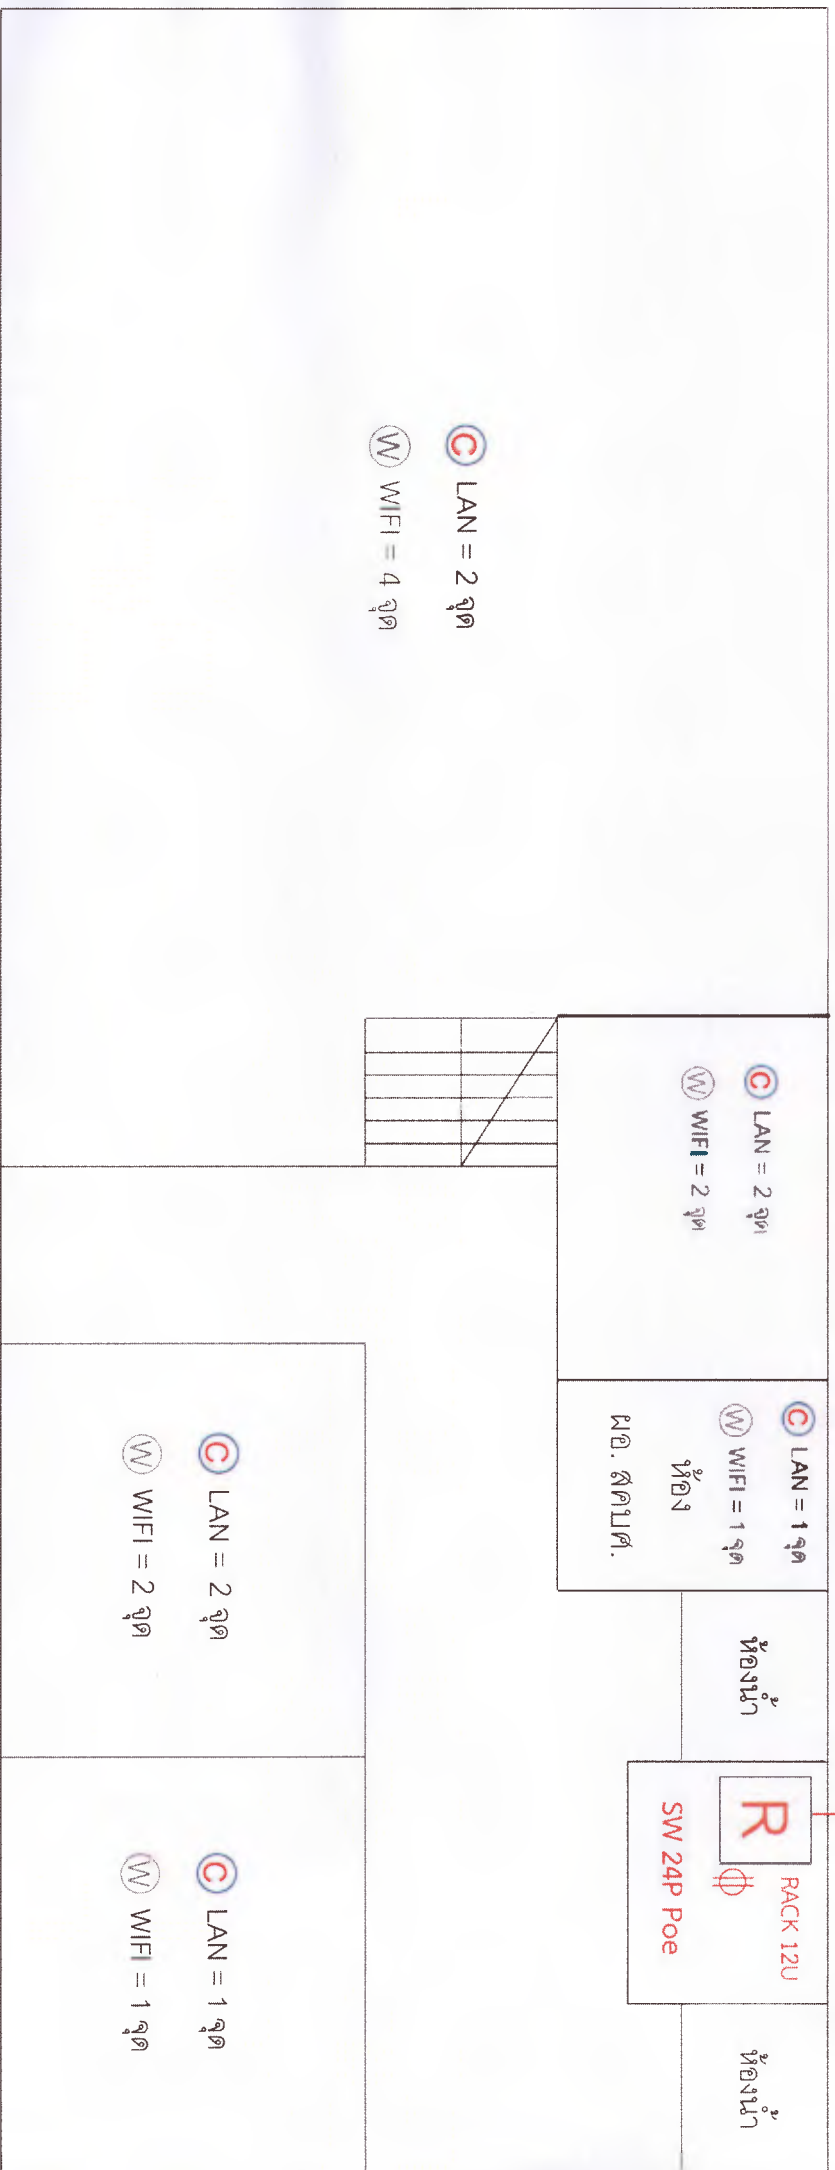 Ⓒ LAN = 2 จุด
Ⓦ WIFI = 4 จุด
Ⓒ LAN = 2 จุด
Ⓦ WIFI = 2 จุด
Ⓒ LAN = 1 จุด
Ⓦ WIFI = 1 จุด
ห้อง
ผอ. สคบศ.
ห้องน้ำ
R
RACK 12U
SW 24P Poe
ห้องน้ำ
Ⓒ LAN = 2 จุด
Ⓦ WIFI = 2 จุด
Ⓒ LAN = 1 จุด
Ⓦ WIFI = 1 จุด